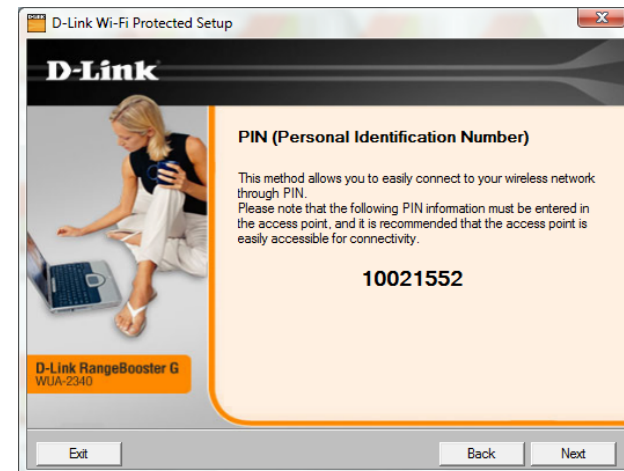 D-Link Wi-Fi Protected Setup
D-Link
PIN (Personal Identification Number)
This method allows you to easily connect to your wireless network
through PIN.
Please note that the following PIN information must be entered in
the access point, and it is recommended that the access point is
easily accessible for connectivity.
10021552
D-Link RangeBooster G
WUA-2340
Exit
Back
Next